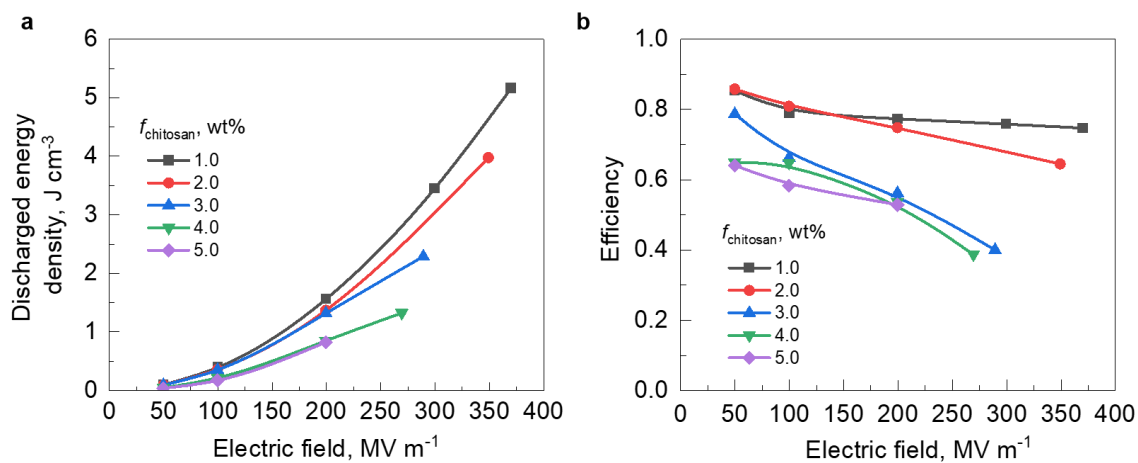 a
Discharged energy
density, J cm⁻³
6
5
4
3
2
1
0
fchitosan, wt%
1.0
2.0
3.0
4.0
5.0
0 50 100 150 200 250 300 350 400
Electric field, MV m⁻¹
b
Efficiency
1.0
0.8
0.6
0.4
0.2
0.0
fchitosan, wt%
1.0
2.0
3.0
4.0
5.0
0 50 100 150 200 250 300 350 400
Electric field, MV m⁻¹